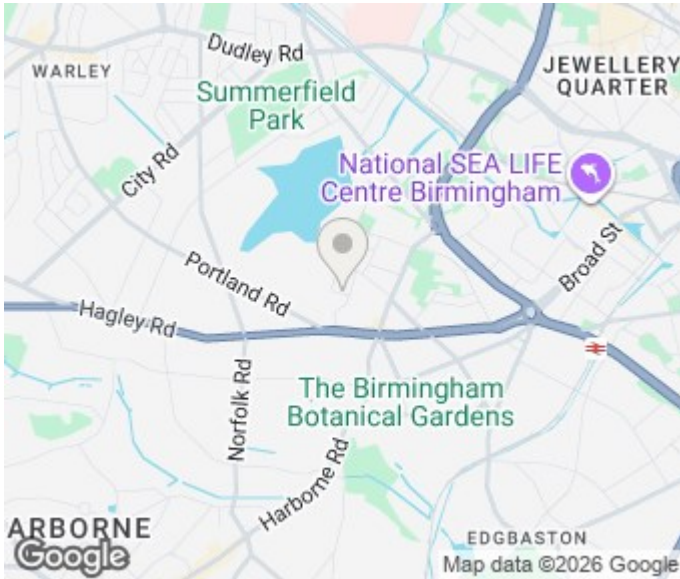 Dudley Rd
WARLEY
JEWELLERY
QUARTER
Summerfield
Park
City Rd
National SEA LIFE
Centre Birmingham
Broad St
Portland Rd
Hagley Rd
Norfolk Rd
The Birmingham
Botanical Gardens
Harborne Rd
ARBORNE
EDGBASTON
Google
Map data ©2026 Google